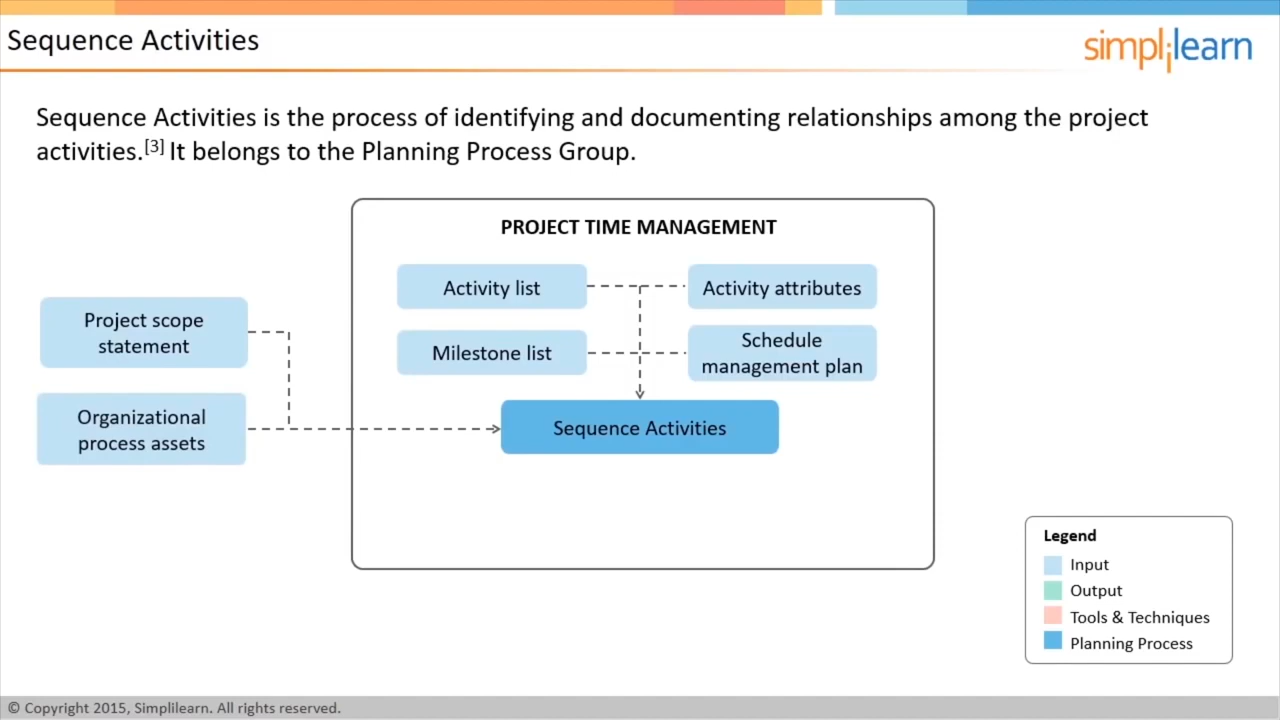 Sequence Activities
simplilearn
Sequence Activities is the process of identifying and documenting relationships among the project
activities.[3] It belongs to the Planning Process Group.
PROJECT TIME MANAGEMENT
Activity list
Activity attributes
Project scope
statement
Milestone list
Schedule
management plan
Organizational
process assets
Sequence Activities
Legend
Input
Output
Tools & Techniques
Planning Process
© Copyright 2015, Simplilearn. All rights reserved.